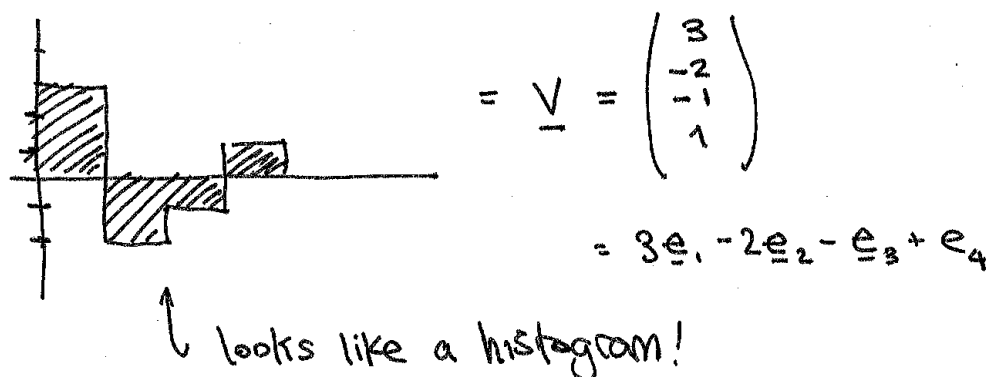 = V = ( 3 -2 -1 1 )
= 3e₁ - 2e₂ - e₃ + e₄
looks like a histogram!